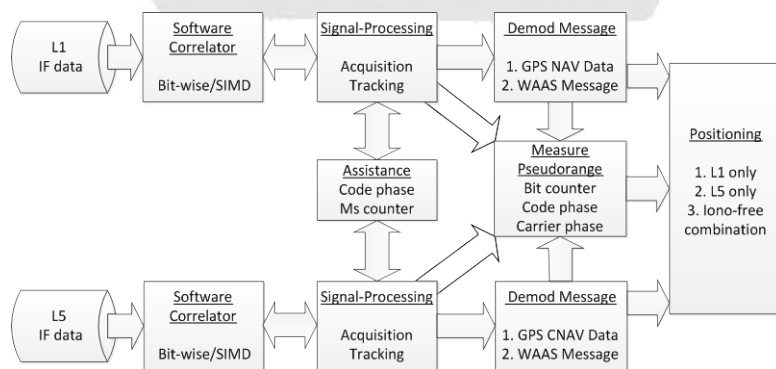 L1
IF data
Software
Correlator
Bit-wise/SIMD
Signal-Processing
Acquisition
Tracking
Demod Message
1. GPS NAV Data
2. WAAS Message
Assistance
Code phase
Ms counter
Measure
Pseudorange
Bit counter
Code phase
Carrier phase
Positioning
1. L1 only
2. L5 only
3. Iono-free
combination
L5
IF data
Software
Correlator
Bit-wise/SIMD
Signal-Processing
Acquisition
Tracking
Demod Message
1. GPS CNAV Data
2. WAAS Message